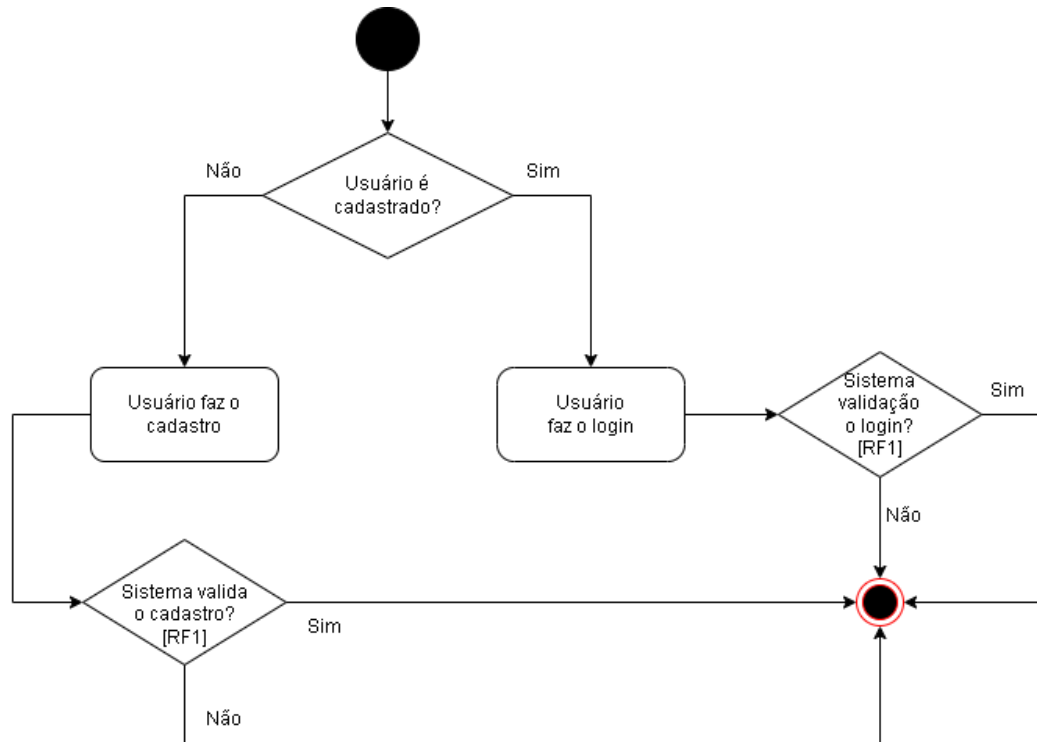 Não
Sim
Usuário é
cadastrado?
Usuário faz o
cadastro
Usuário
faz o login
Sistema
validação
o login?
[RF1]
Sim
Não
Sistema valida
o cadastro?
[RF1]
Sim
Não